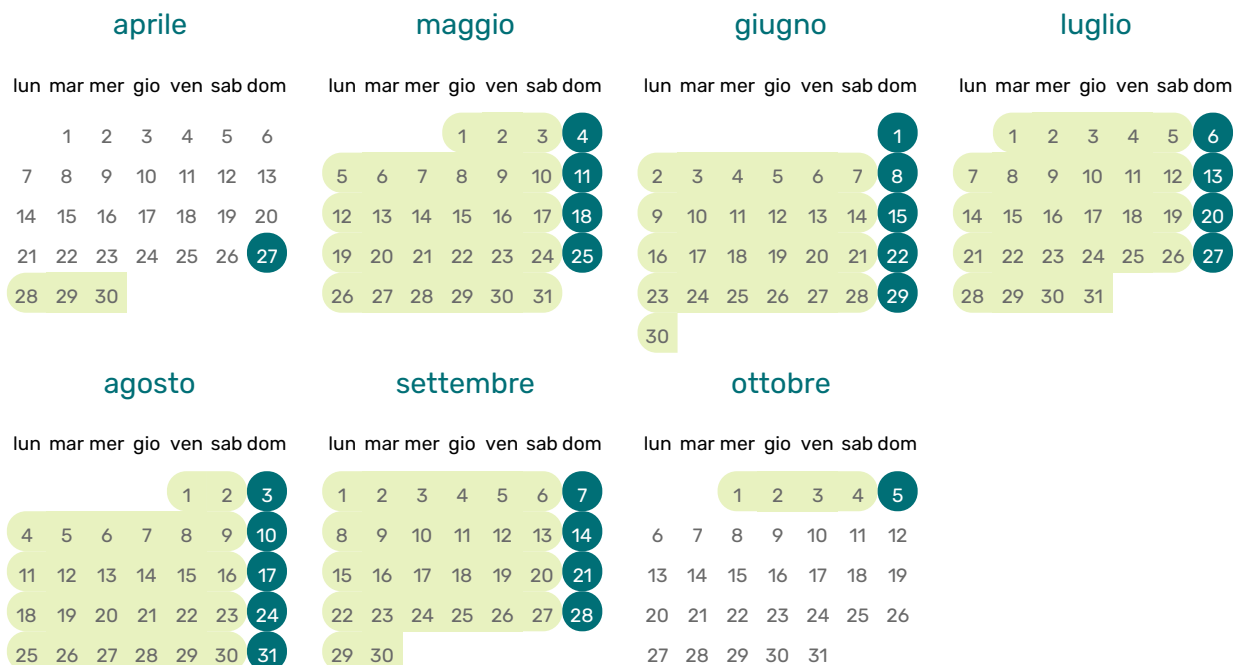 aprile maggio giugno luglio
lun mar mer gio ven sab dom lun mar mer gio ven sab dom lun mar mer gio ven sab dom lun mar mer gio ven sab dom
1 2 3 4 5 6 1 2 3 4 1 1 2 3 4 5 6
7 8 9 10 11 12 13 5 6 7 8 9 10 11 2 3 4 5 6 7 8 7 8 9 10 11 12 13
14 15 16 17 18 19 20 12 13 14 15 16 17 18 9 10 11 12 13 14 15 14 15 16 17 18 19 20
21 22 23 24 25 26 27 19 20 21 22 23 24 25 16 17 18 19 20 21 22 21 22 23 24 25 26 27
28 29 30 26 27 28 29 30 31 23 24 25 26 27 28 29 28 29 30 31
30
agosto settembre ottobre
lun mar mer gio ven sab dom lun mar mer gio ven sab dom lun mar mer gio ven sab dom
1 2 3 1 2 3 4 5 6 7 1 2 3 4 5
4 5 6 7 8 9 10 8 9 10 11 12 13 14 6 7 8 9 10 11 12
11 12 13 14 15 16 17 15 16 17 18 19 20 21 13 14 15 16 17 18 19
18 19 20 21 22 23 24 22 23 24 25 26 27 28 20 21 22 23 24 25 26
25 26 27 28 29 30 31 29 30 27 28 29 30 31